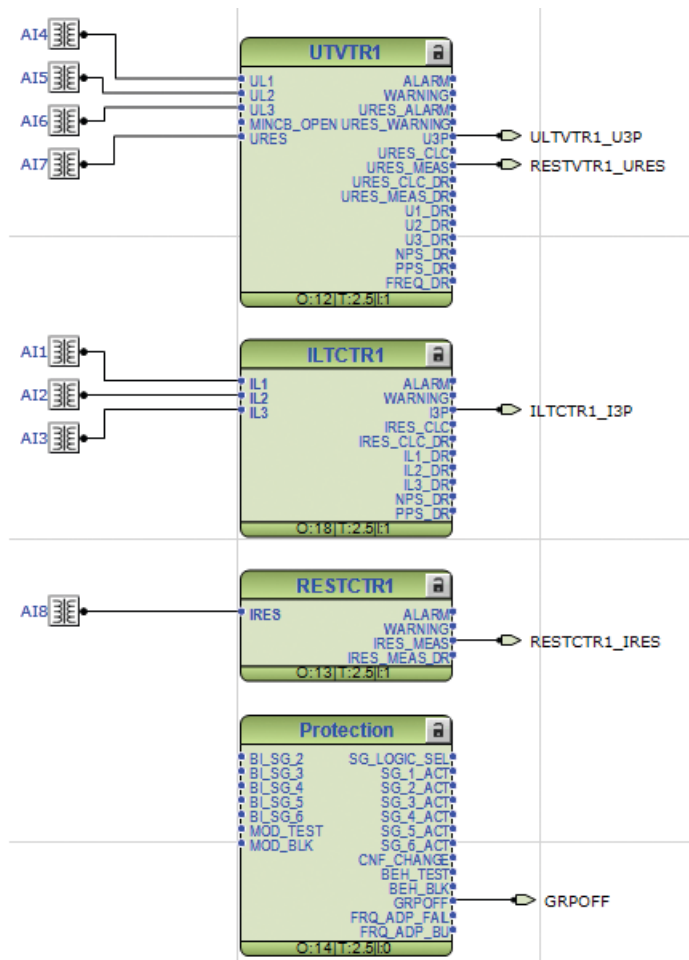 UTVTR1
AI4
AI5
AI6
AI7
UL1 ALARM
UL2 WARNING
UL3 URES_ALARM
MINCB_OPEN URES_WARNING
URES U3P ULTVTR1_U3P
URES_CLC
URES_MEAS RESTVTR1_URES
URES_CLC_DR
URES_MEAS_DR
U1_DR
U2_DR
U3_DR
NPS_DR
PPS_DR
FREQ_DR
O:12|T:2.5|I:1
ILTCTR1
AI1
AI2
AI3
IL1 ALARM
IL2 WARNING
IL3 I3P ILTCTR1_I3P
IRES_CLC
IRES_CLC_DR
IL1_DR
IL2_DR
IL3_DR
NPS_DR
PPS_DR
O:18|T:2.5|I:1
RESTCTR1
AI8 IRES ALARM
WARNING
IRES_MEAS RESTCTR1_IRES
IRES_MEAS_DR
O:13|T:2.5|I:1
Protection
BI_SG_2 SG_LOGIC_SEL
BI_SG_3 SG_1_ACT
BI_SG_4 SG_2_ACT
BI_SG_5 SG_3_ACT
BI_SG_6 SG_4_ACT
MOD_TEST SG_5_ACT
MOD_BLK SG_6_ACT
CNF_CHANGE
BEH_TEST
BEH_BLK
GRPOFF GRPOFF
FRQ_ADP_FAIL
FRQ_ADP_BU
O:14|T:2.5|I:0